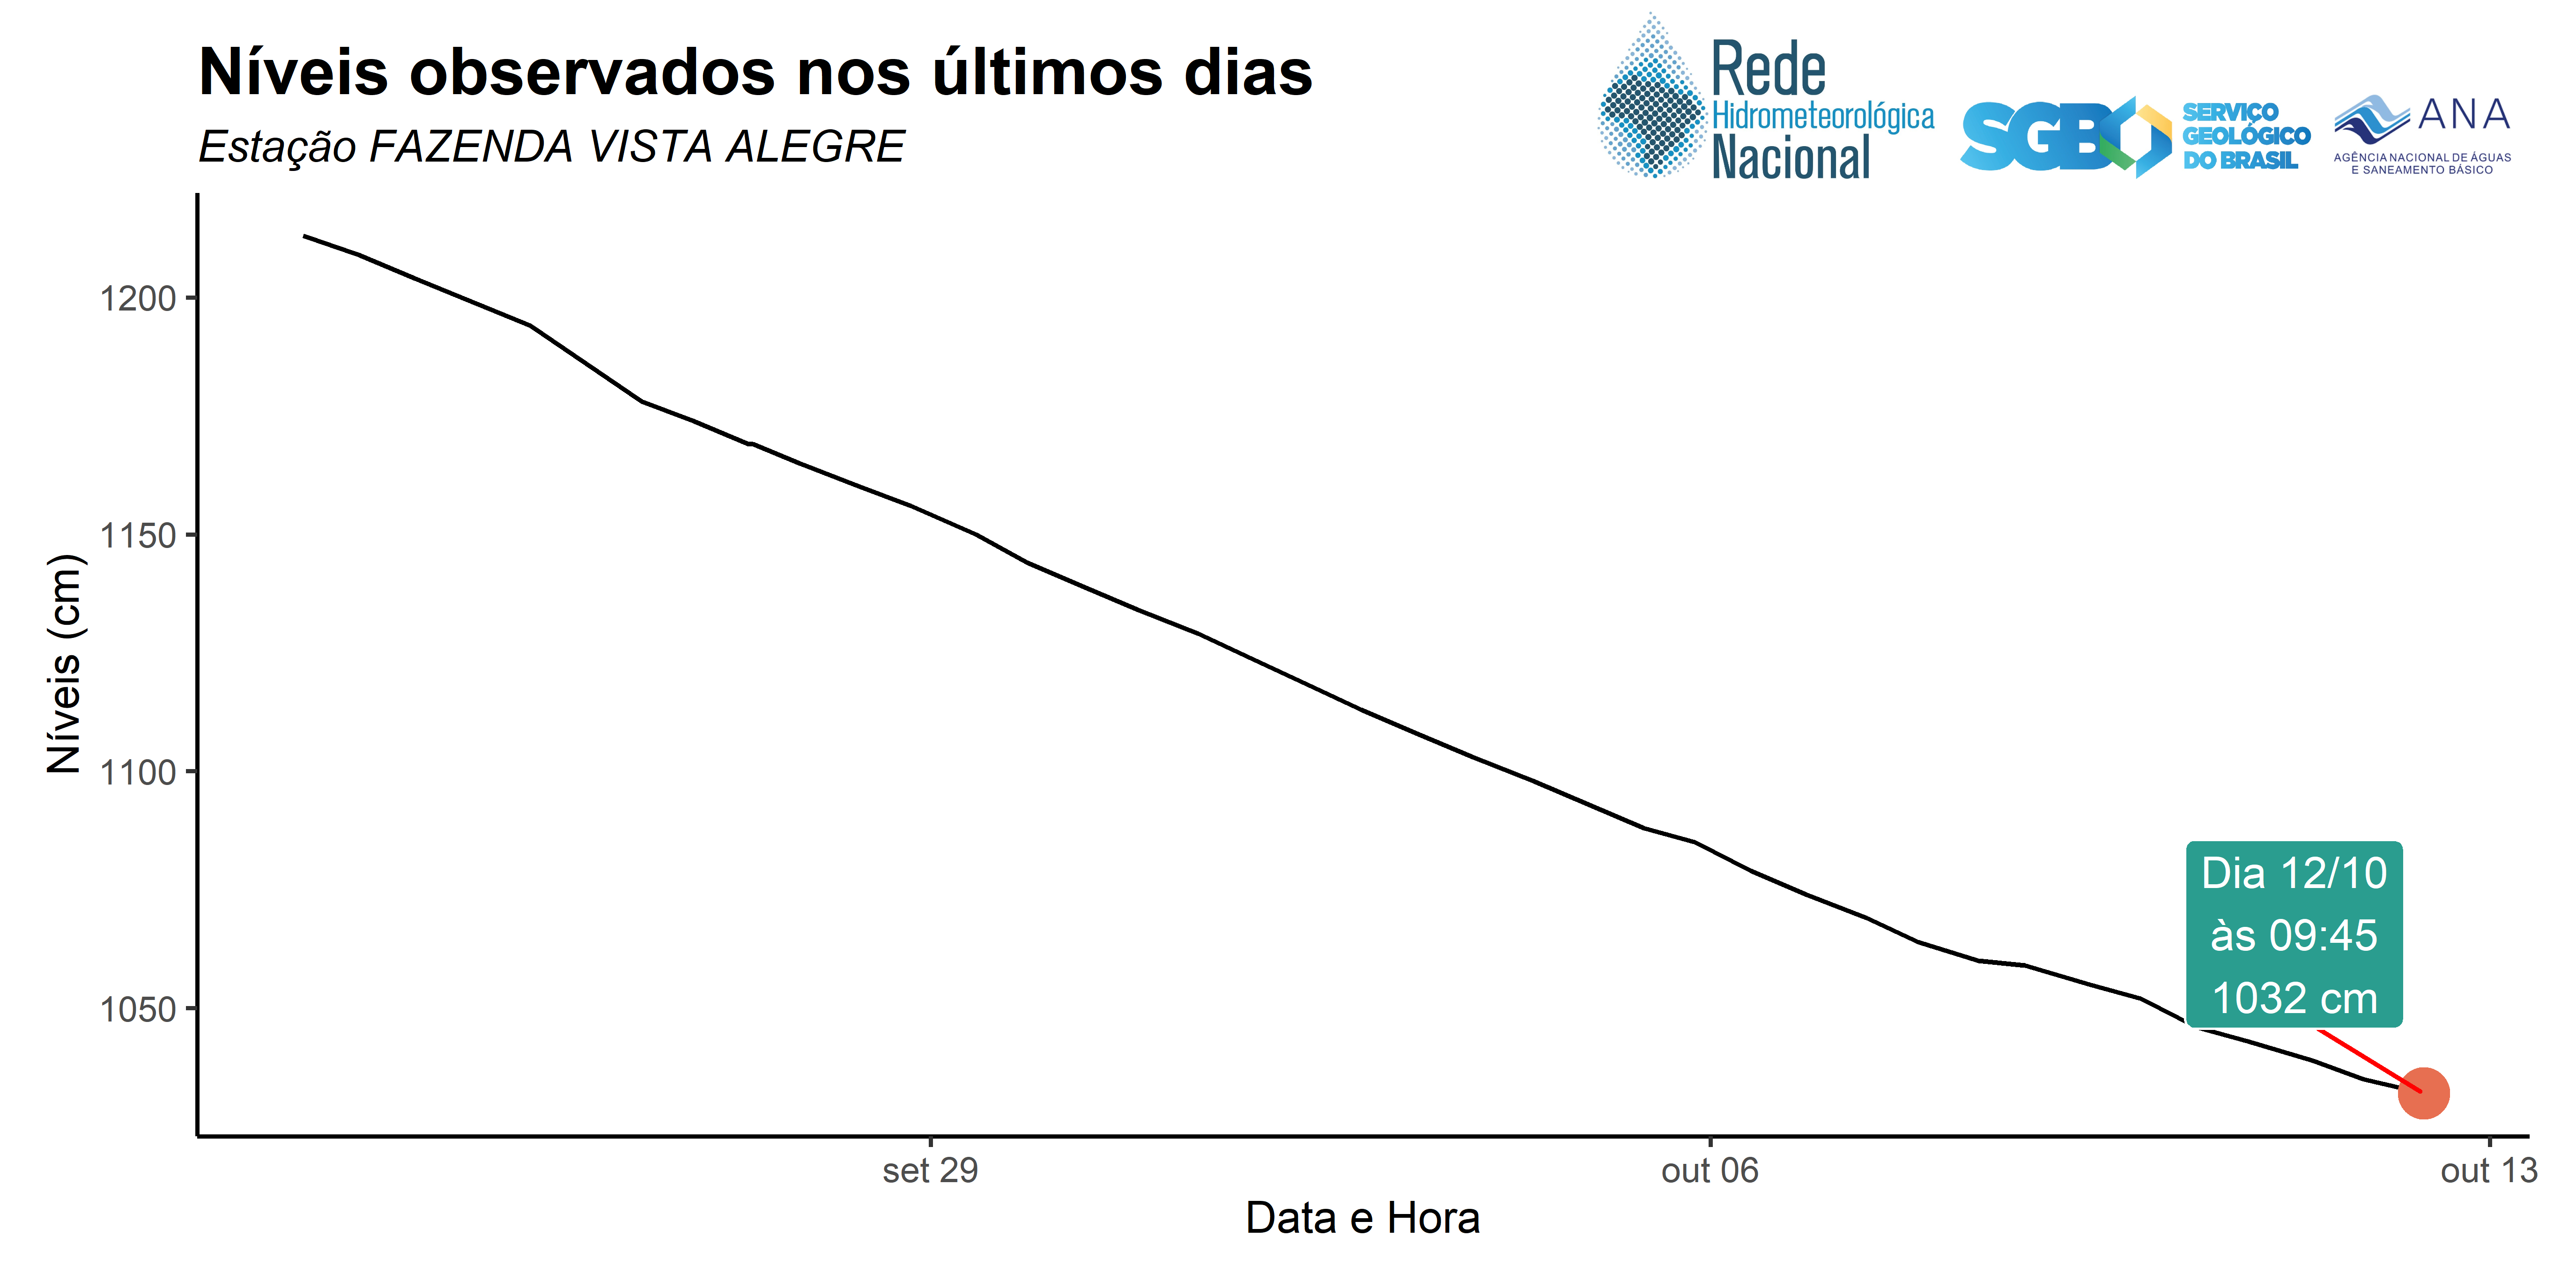 Níveis observados nos últimos dias
Estação FAZENDA VISTA ALEGRE
Rede
Hidrometeorológica
Nacional
SGB
SERVIÇO
GEOLÓGICO
DO BRASIL
ANA
AGÊNCIA NACIONAL DE ÁGUAS
E SANEAMENTO BÁSICO
Níveis (cm)
1200
1150
1100
1050
Dia 12/10
às 09:45
1032 cm
set 29
out 06
out 13
Data e Hora